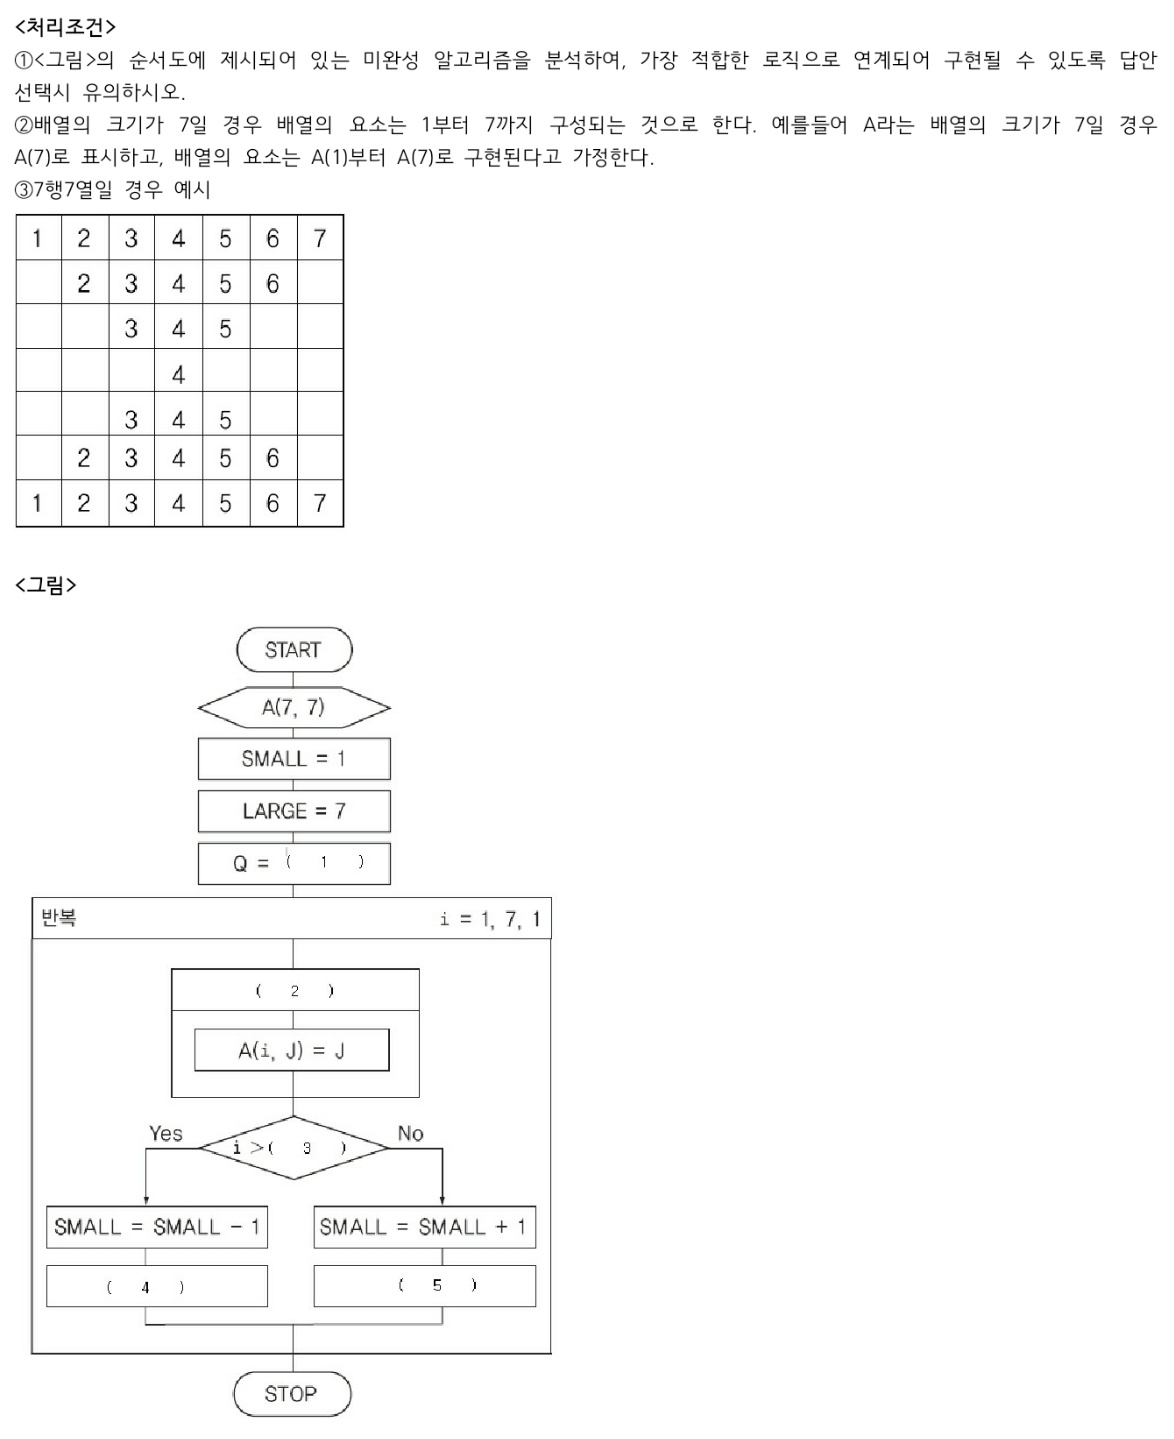 <처리조건>
①<그림>의 순서도에 제시되어 있는 미완성 알고리즘을 분석하여, 가장 적합한 로직으로 연계되어 구현될 수 있도록 답안
선택시 유의하시오.
②배열의 크기가 7일 경우 배열의 요소는 1부터 7까지 구성되는 것으로 한다. 예를들어 A라는 배열의 크기가 7일 경우
A(7)로 표시하고, 배열의 요소는 A(1)부터 A(7)로 구현된다고 가정한다.
③7행7열일 경우 예시
1 2 3 4 5 6 7
2 3 4 5 6
3 4 5
4
3 4 5
2 3 4 5 6
1 2 3 4 5 6 7
<그림>
START
A(7, 7)
SMALL = 1
LARGE = 7
Q = ( 1 )
반복 i = 1, 7, 1
( 2 )
A(i, J) = J
Yes i >( 3 ) No
SMALL = SMALL - 1 SMALL = SMALL + 1
( 4 ) ( 5 )
STOP